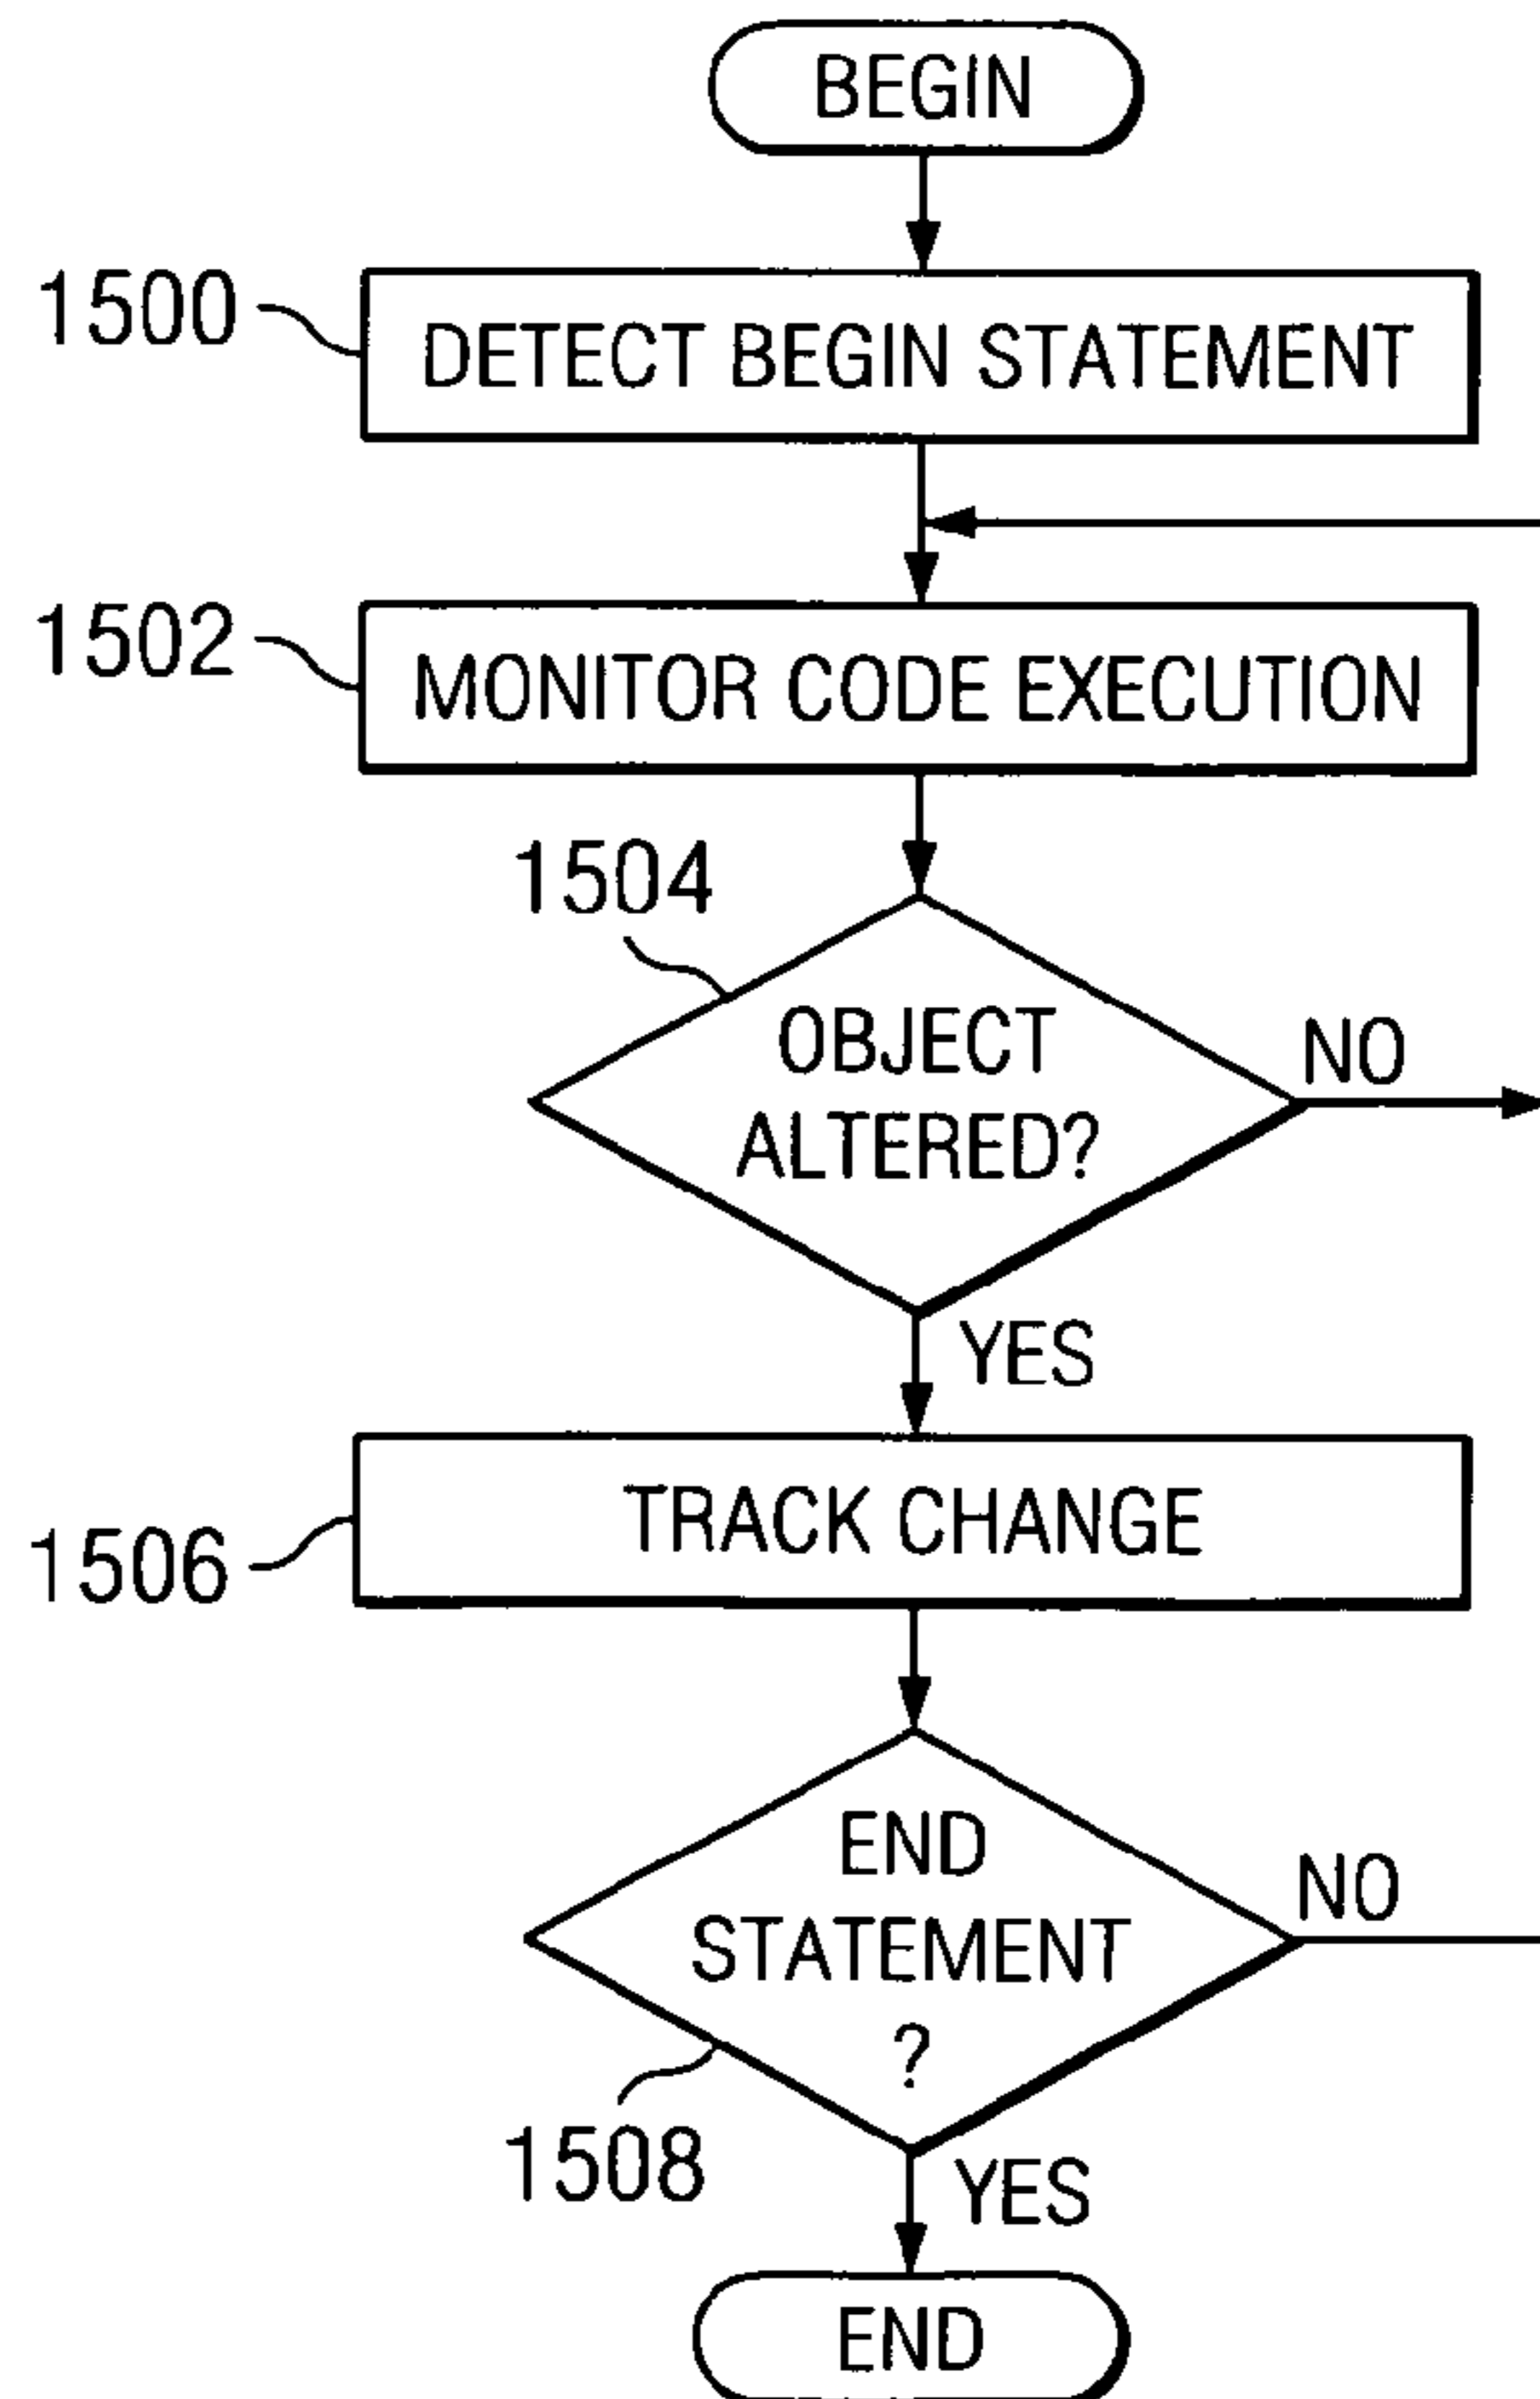 BEGIN
1500
DETECT BEGIN STATEMENT
1502
MONITOR CODE EXECUTION
1504
OBJECT
ALTERED?
NO
YES
TRACK CHANGE
1506
END
STATEMENT
?
NO
1508
YES
END